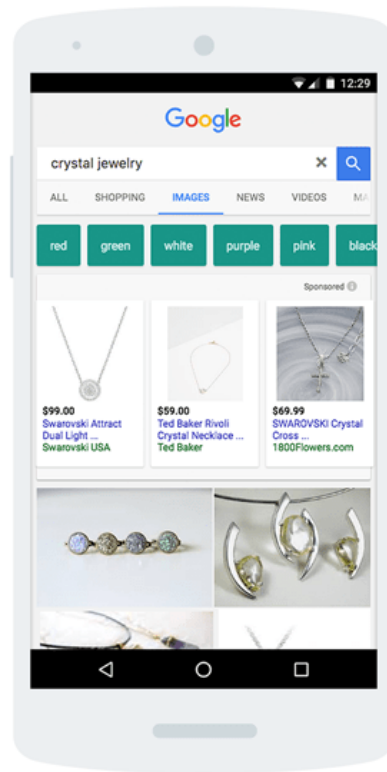 12:29
Google
crystal jewelry
ALL SHOPPING IMAGES NEWS VIDEOS MA
red green white purple pink black
Sponsored
$99.00
Swarovski Attract
Dual Light ...
Swarovski USA
$59.00
Ted Baker Rivoli
Crystal Necklace ...
Ted Baker
$69.99
SWAROVSKI Crystal
Cross ...
1800Flowers.com